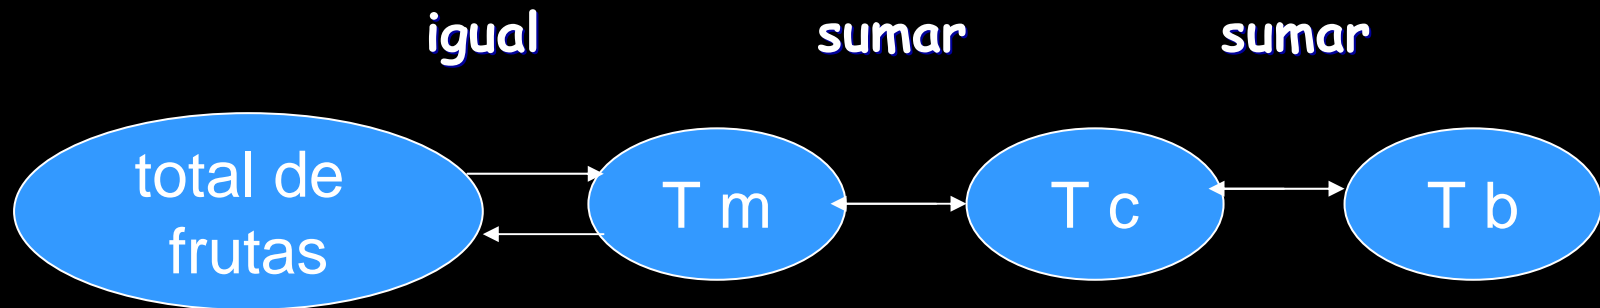 igual sumar sumar
total de
frutas
T m
T c
T b